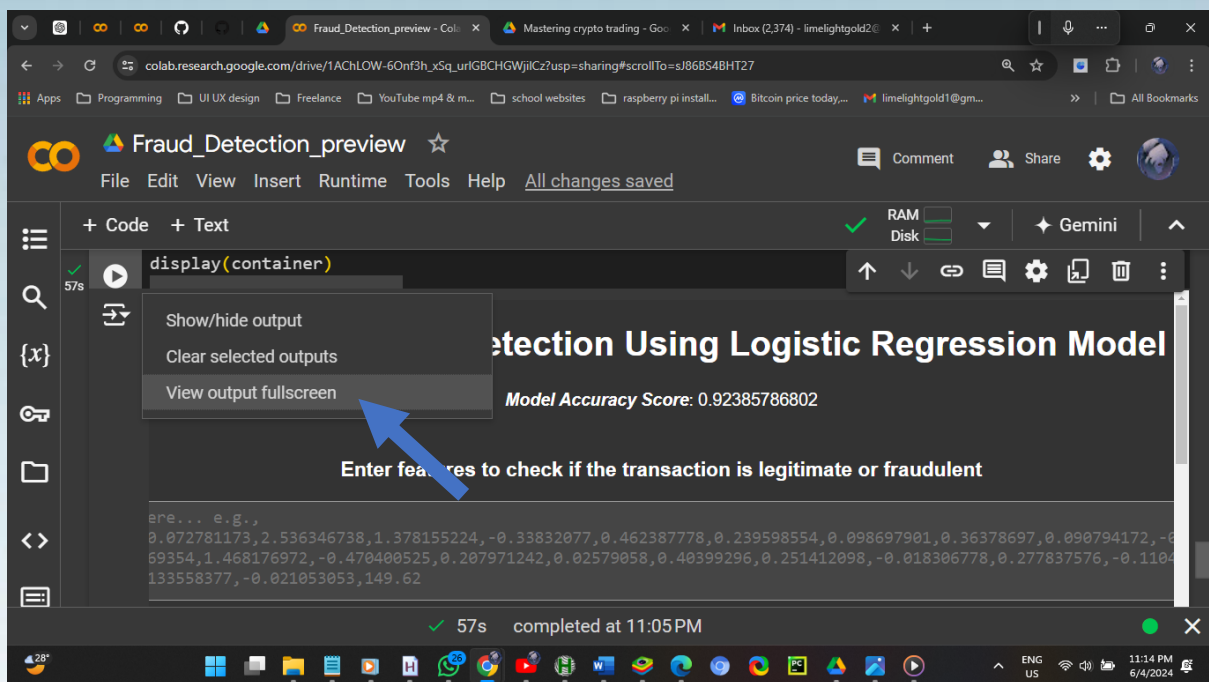 Fraud_Detection_preview - Cola
Mastering crypto trading - Goo
Inbox (2,374) - limelightgold2@
colab.research.google.com/drive/1AChLOW-6Onf3h_xSq_urlGBCHGWjilCz?usp=sharing#scrollTo=sJ86BS4BHT27
Apps Programming UI UX design Freelance YouTube mp4 & m... school websites raspberry pi install... Bitcoin price today,... limelightgold1@gm... » All Bookmarks
Fraud_Detection_preview
Comment Share
File Edit View Insert Runtime Tools Help All changes saved
+ Code + Text
RAM
Disk
Gemini
display(container)
57s
Show/hide output
Clear selected outputs
View output fullscreen
{x}
etection Using Logistic Regression Model
Model Accuracy Score: 0.92385786802
Enter features to check if the transaction is legitimate or fraudulent
ere... e.g.,
0.072781173,2.536346738,1.378155224,-0.33832077,0.462387778,0.239598554,0.098697901,0.36378697,0.090794172,-0
69354,1.468176972,-0.470400525,0.207971242,0.02579058,0.40399296,0.251412098,-0.018306778,0.277837576,-0.1104
133558377,-0.021053053,149.62
57s completed at 11:05 PM
28°
26
ENG
US
11:14 PM
6/4/2024